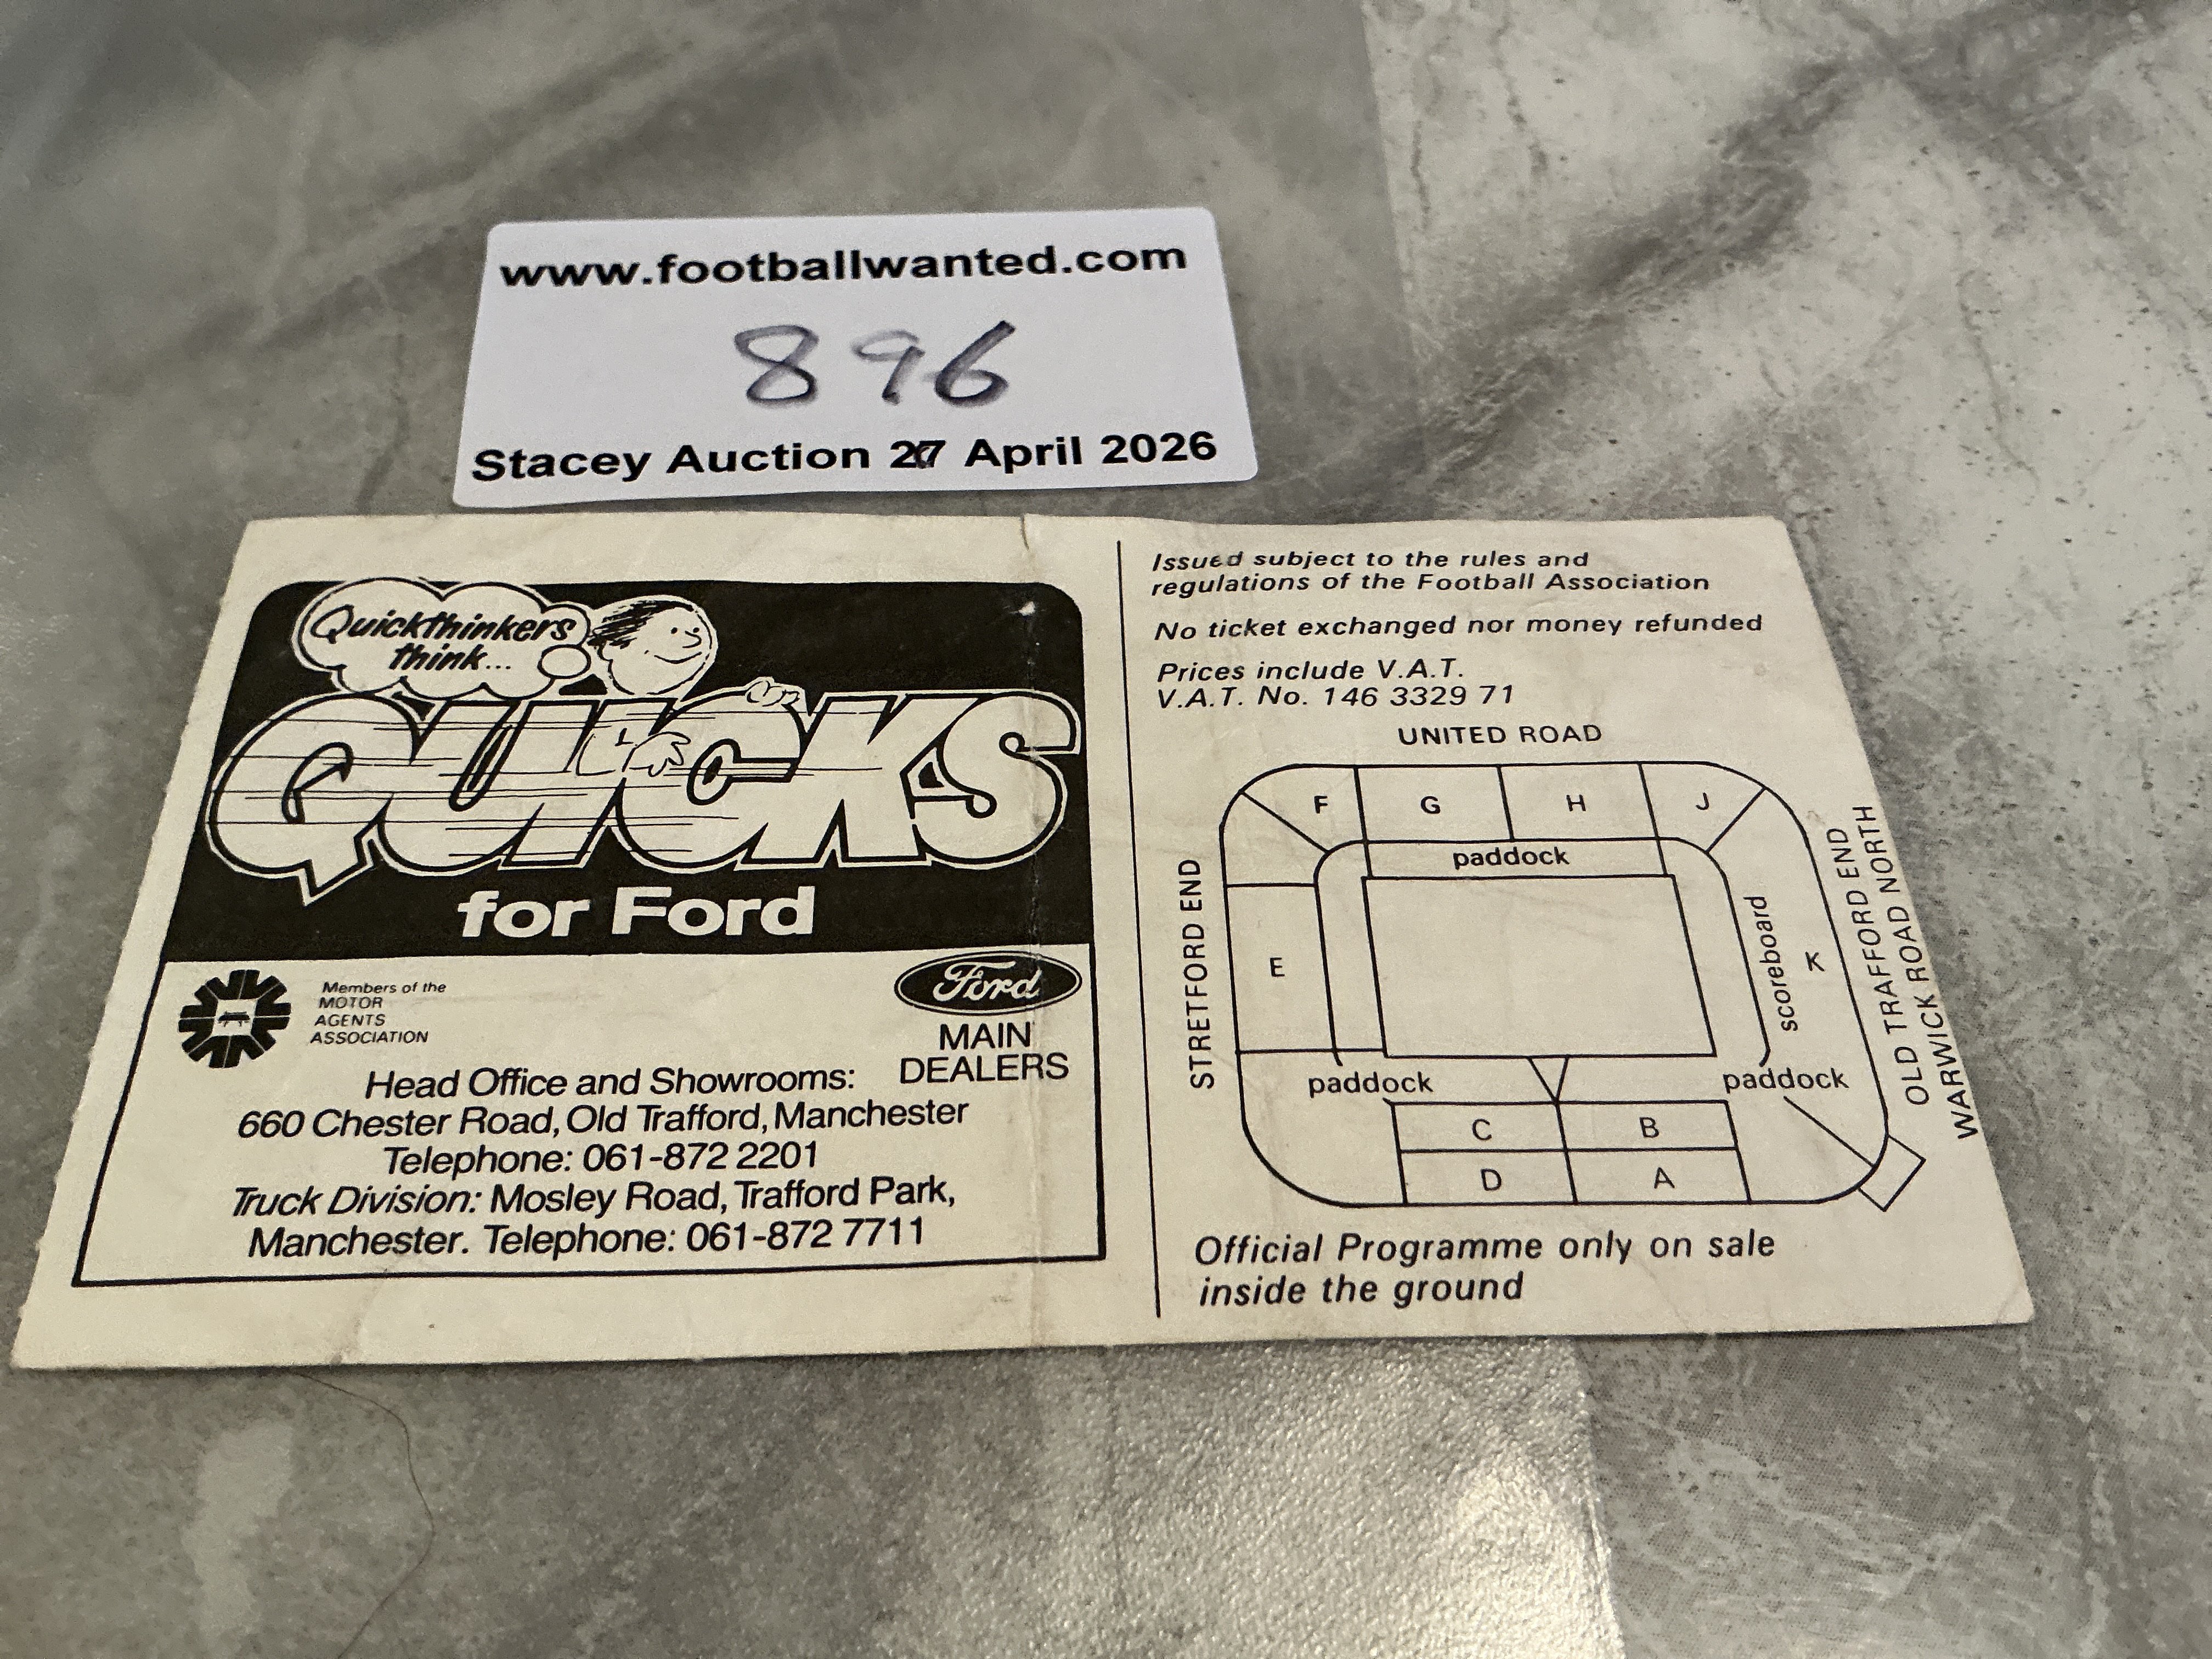 www.footballwanted.com
896
Stacey Auction 27 April 2026
Quickthinkers
think...
QUICKS
for Ford
Members of the
MOTOR
AGENTS
ASSOCIATION
Ford
MAIN
DEALERS
Head Office and Showrooms:
660 Chester Road, Old Trafford, Manchester
Telephone: 061-872 2201
Truck Division: Mosley Road, Trafford Park,
Manchester. Telephone: 061-872 7711
Issued subject to the rules and
regulations of the Football Association
No ticket exchanged nor money refunded
Prices include V.A.T.
V.A.T. No. 146 3329 71
UNITED ROAD
F G H J
paddock
STRETFORD END
E
scoreboard
K
OLD TRAFFORD END
WARWICK ROAD NORTH
paddock
paddock
C B
D A
Official Programme only on sale
inside the ground